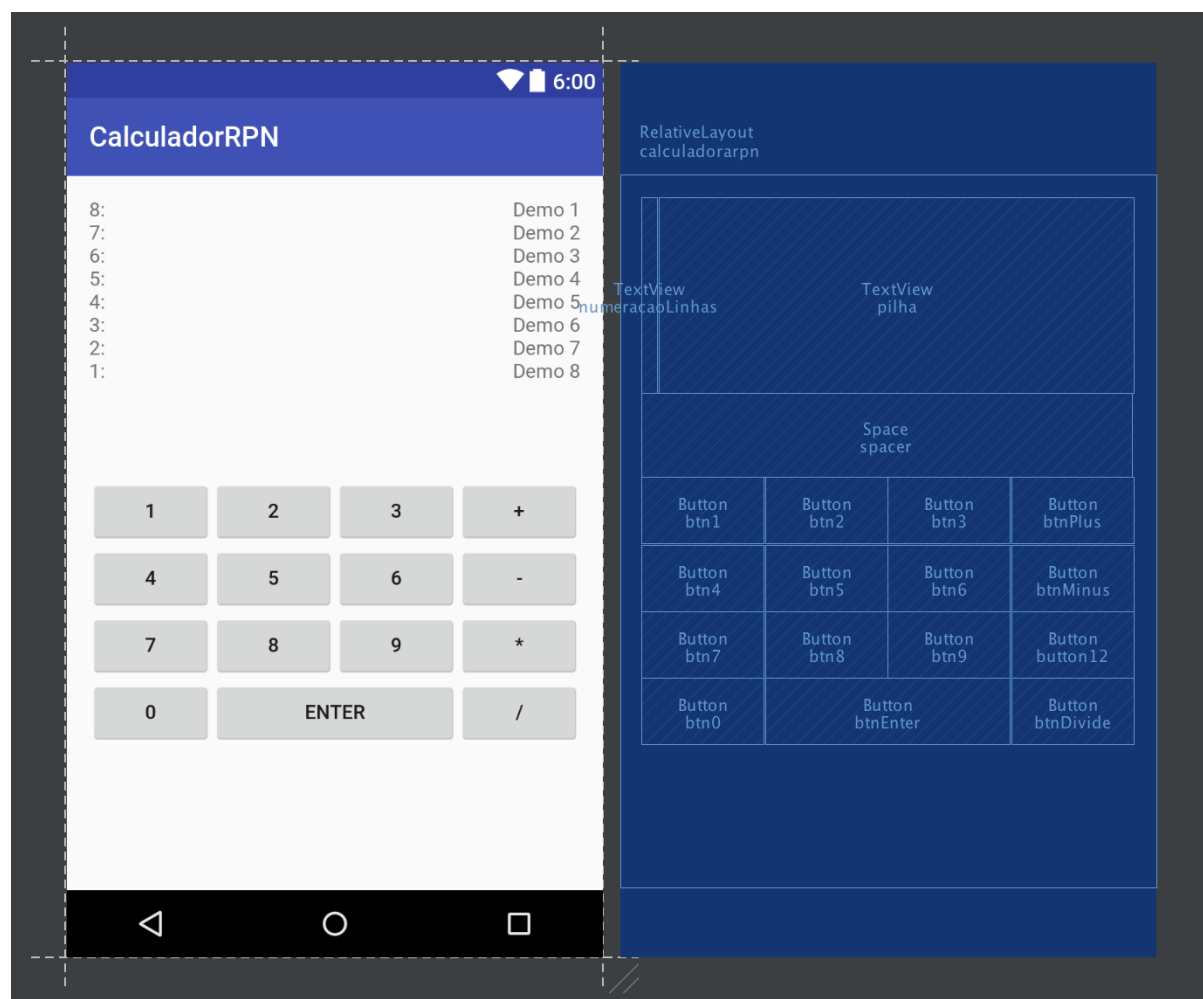 6:00
CalculadorRPN
8: Demo 1
7: Demo 2
6: Demo 3
5: Demo 4
4: Demo 5
3: Demo 6
2: Demo 7
1: Demo 8
1 2 3 +
4 5 6 -
7 8 9 *
0 ENTER /
RelativeLayout
calculadorarpn
TextView
numeracaoLinhas
TextView
pilha
Space
spacer
Button Button Button Button
btn1 btn2 btn3 btnPlus
Button Button Button Button
btn4 btn5 btn6 btnMinus
Button Button Button Button
btn7 btn8 btn9 button12
Button Button Button
btn0 btnEnter btnDivide